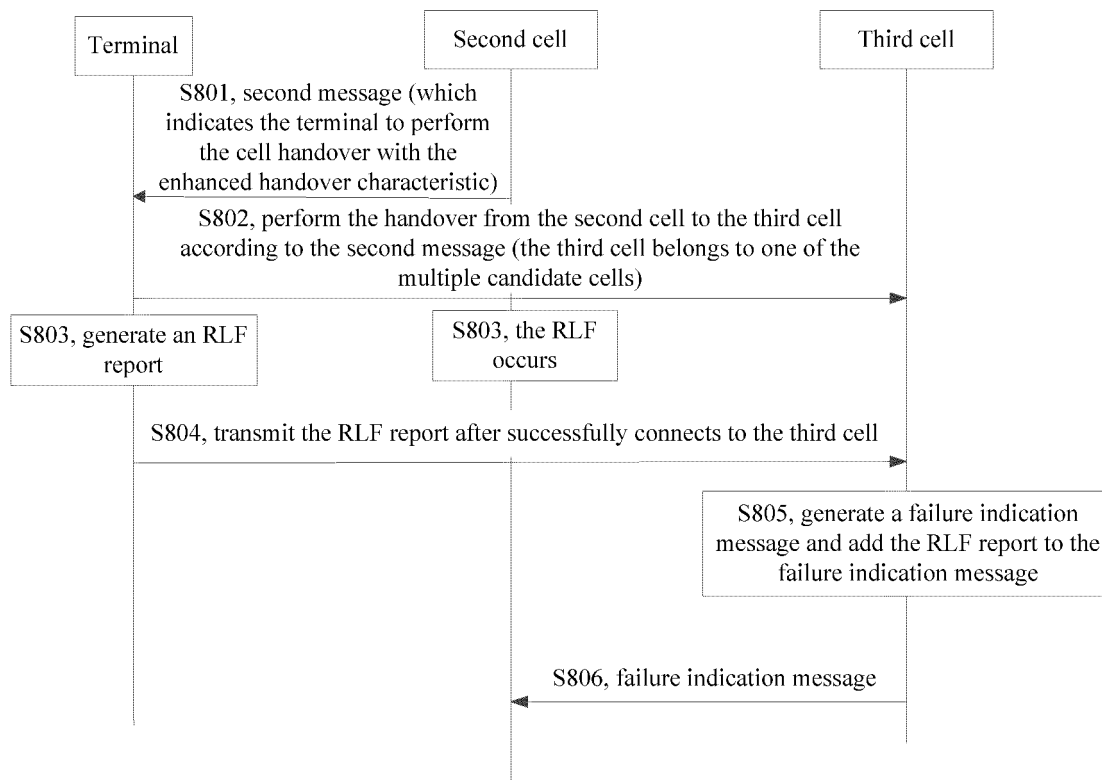 Terminal
Second cell
Third cell
S801, second message (which
indicates the terminal to perform
the cell handover with the
enhanced handover characteristic)
S802, perform the handover from the second cell to the third cell
according to the second message (the third cell belongs to one of the
multiple candidate cells)
S803, generate an RLF
report
S803, the RLF
occurs
S804, transmit the RLF report after successfully connects to the third cell
S805, generate a failure indication
message and add the RLF report to the
failure indication message
S806, failure indication message